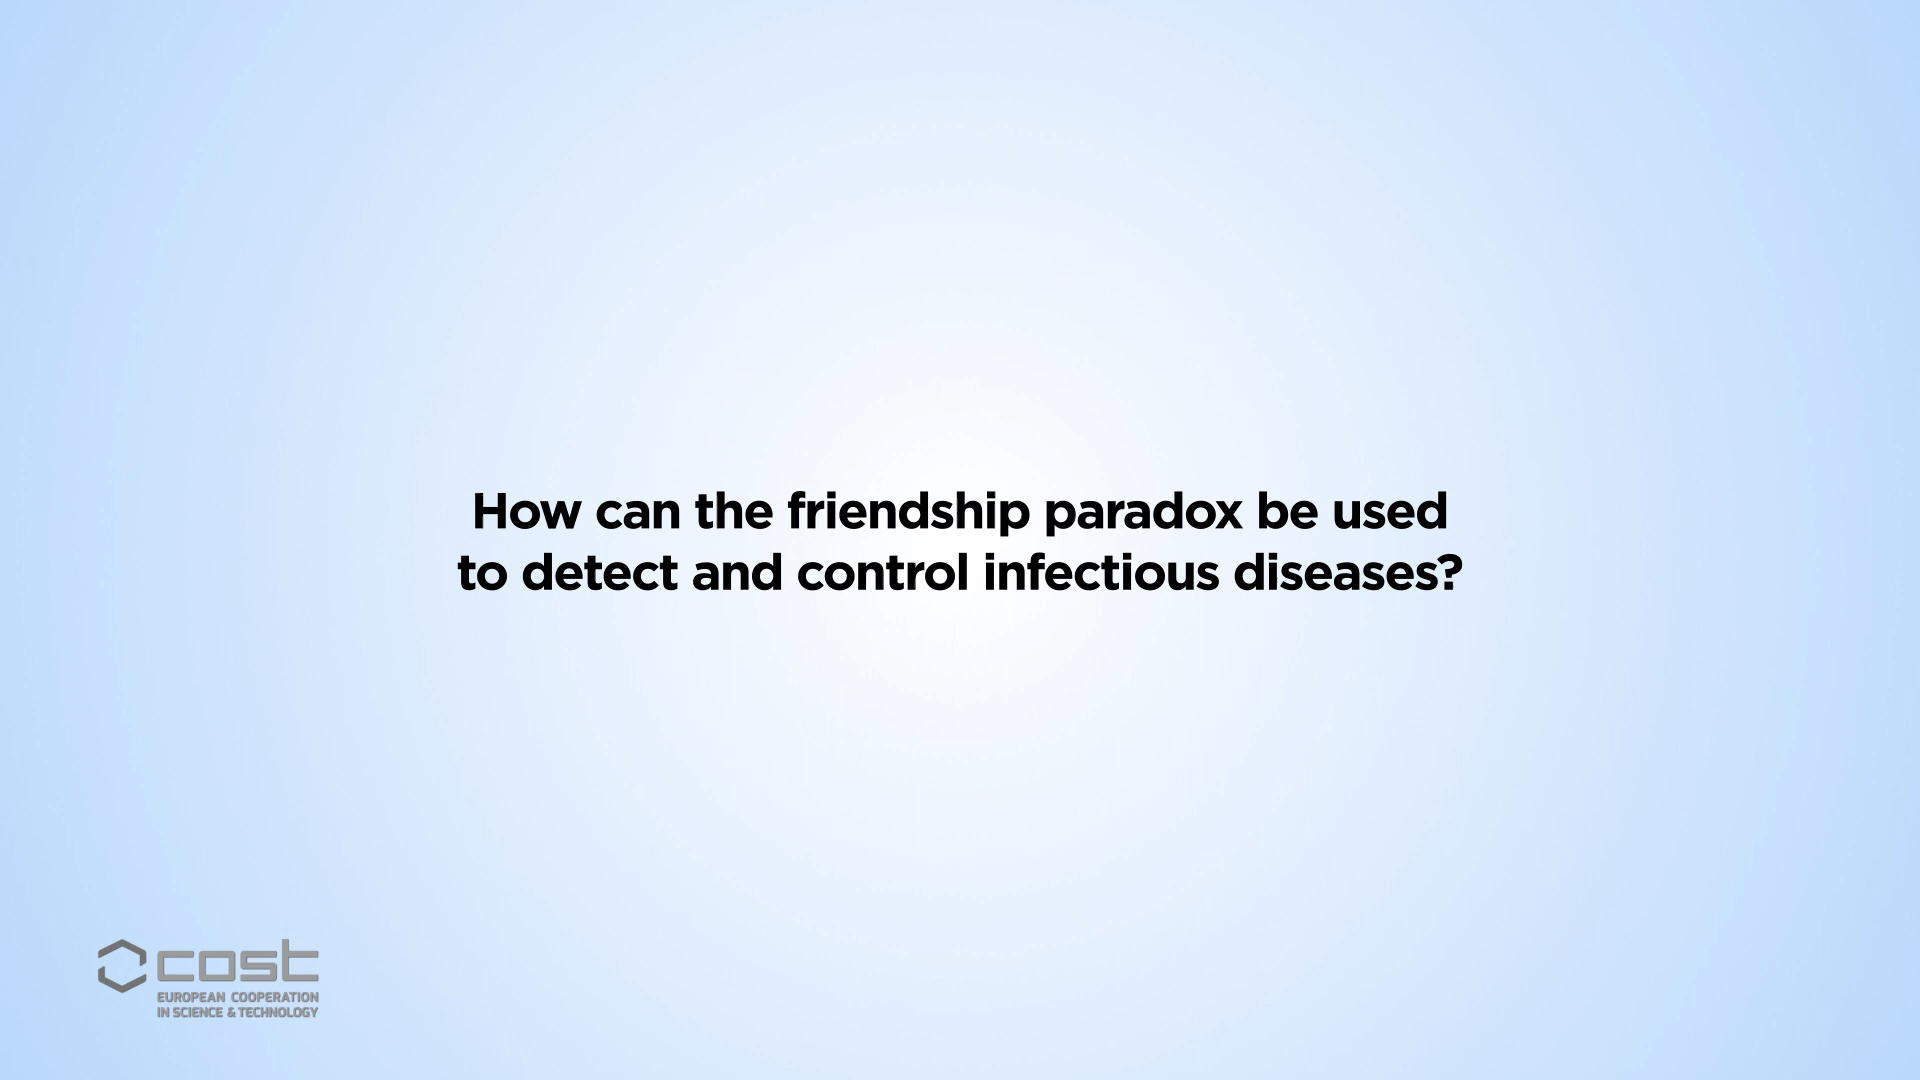 How can the friendship paradox be used
to detect and control infectious diseases?
cost
EUROPEAN COOPERATION
IN SCIENCE & TECHNOLOGY